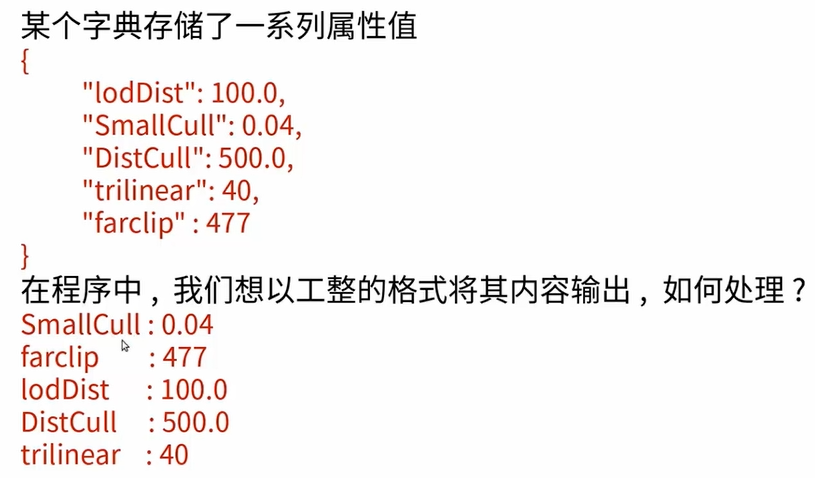 某个字典存储了一系列属性值
{
"lodDist": 100.0,
"SmallCull": 0.04,
"DistCull": 500.0,
"trilinear": 40,
"farclip" : 477
}
在程序中，我们想以工整的格式将其内容输出，如何处理？
SmallCull : 0.04
farclip : 477
lodDist : 100.0
DistCull : 500.0
trilinear : 40